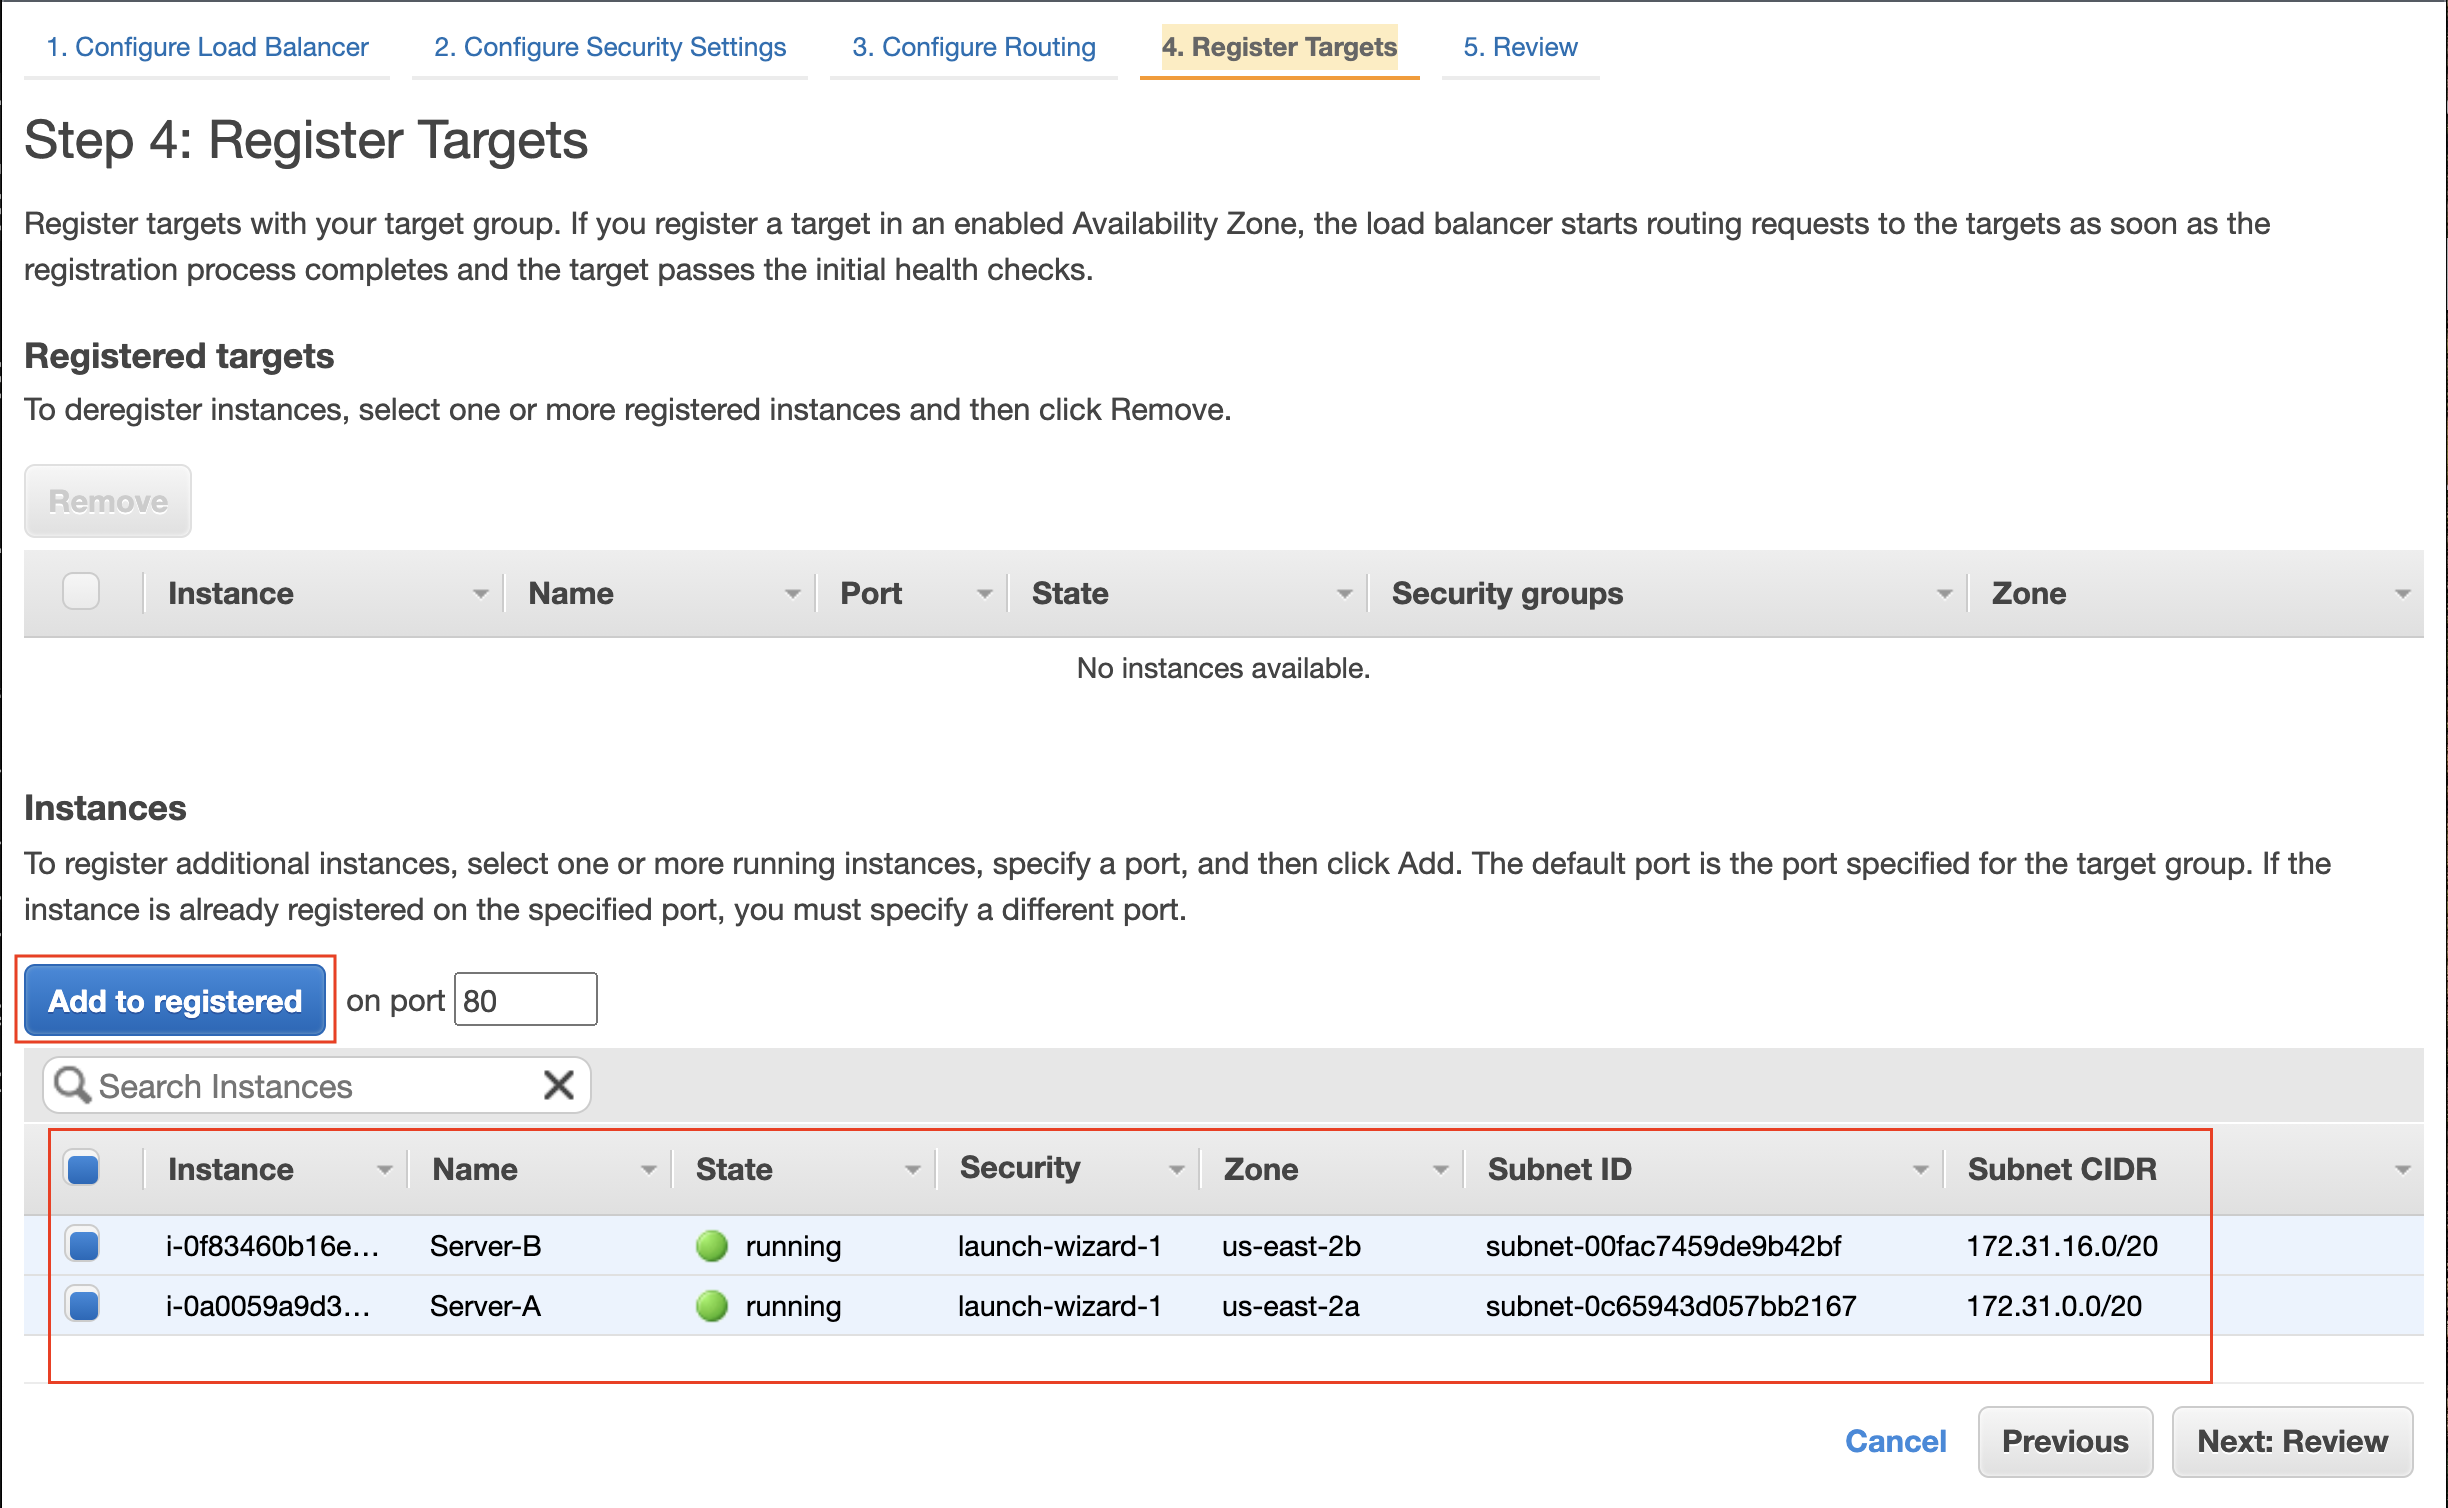 1. Configure Load Balancer 2. Configure Security Settings 3. Configure Routing 4. Register Targets 5. Review
Step 4: Register Targets
Register targets with your target group. If you register a target in an enabled Availability Zone, the load balancer starts routing requests to the targets as soon as the
registration process completes and the target passes the initial health checks.
Registered targets
To deregister instances, select one or more registered instances and then click Remove.
Remove
Instance Name Port State Security groups Zone
No instances available.
Instances
To register additional instances, select one or more running instances, specify a port, and then click Add. The default port is the port specified for the target group. If the
instance is already registered on the specified port, you must specify a different port.
Add to registered on port 80
Search Instances
Instance Name State Security Zone Subnet ID Subnet CIDR
i-0f83460b16e... Server-B running launch-wizard-1 us-east-2b subnet-00fac7459de9b42bf 172.31.16.0/20
i-0a0059a9d3... Server-A running launch-wizard-1 us-east-2a subnet-0c65943d057bb2167 172.31.0.0/20
Cancel Previous Next: Review